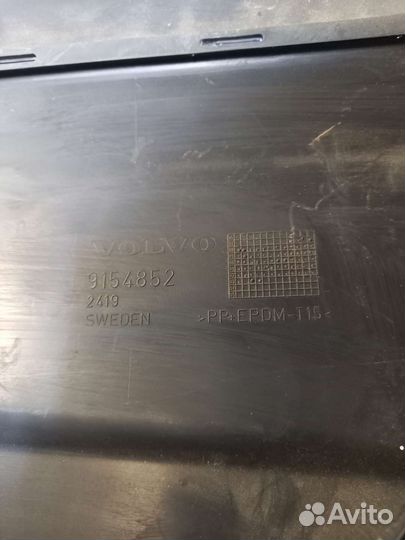 VOLVO
9154852
2419
SWEDEN
>PP+EPDM-T15<
Avito